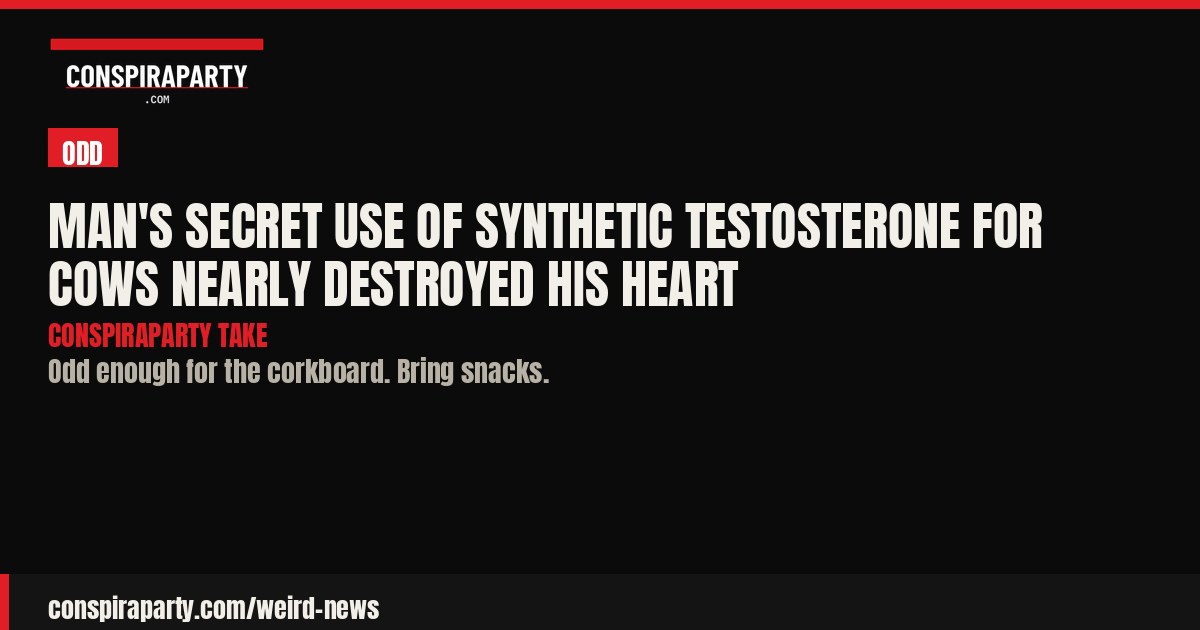 CONSPIRAPARTY
.COM
ODD
MAN'S SECRET USE OF SYNTHETIC TESTOSTERONE FOR
COWS NEARLY DESTROYED HIS HEART
CONSPIRAPARTY TAKE
Odd enough for the corkboard. Bring snacks.
conspiraparty.com/weird-news